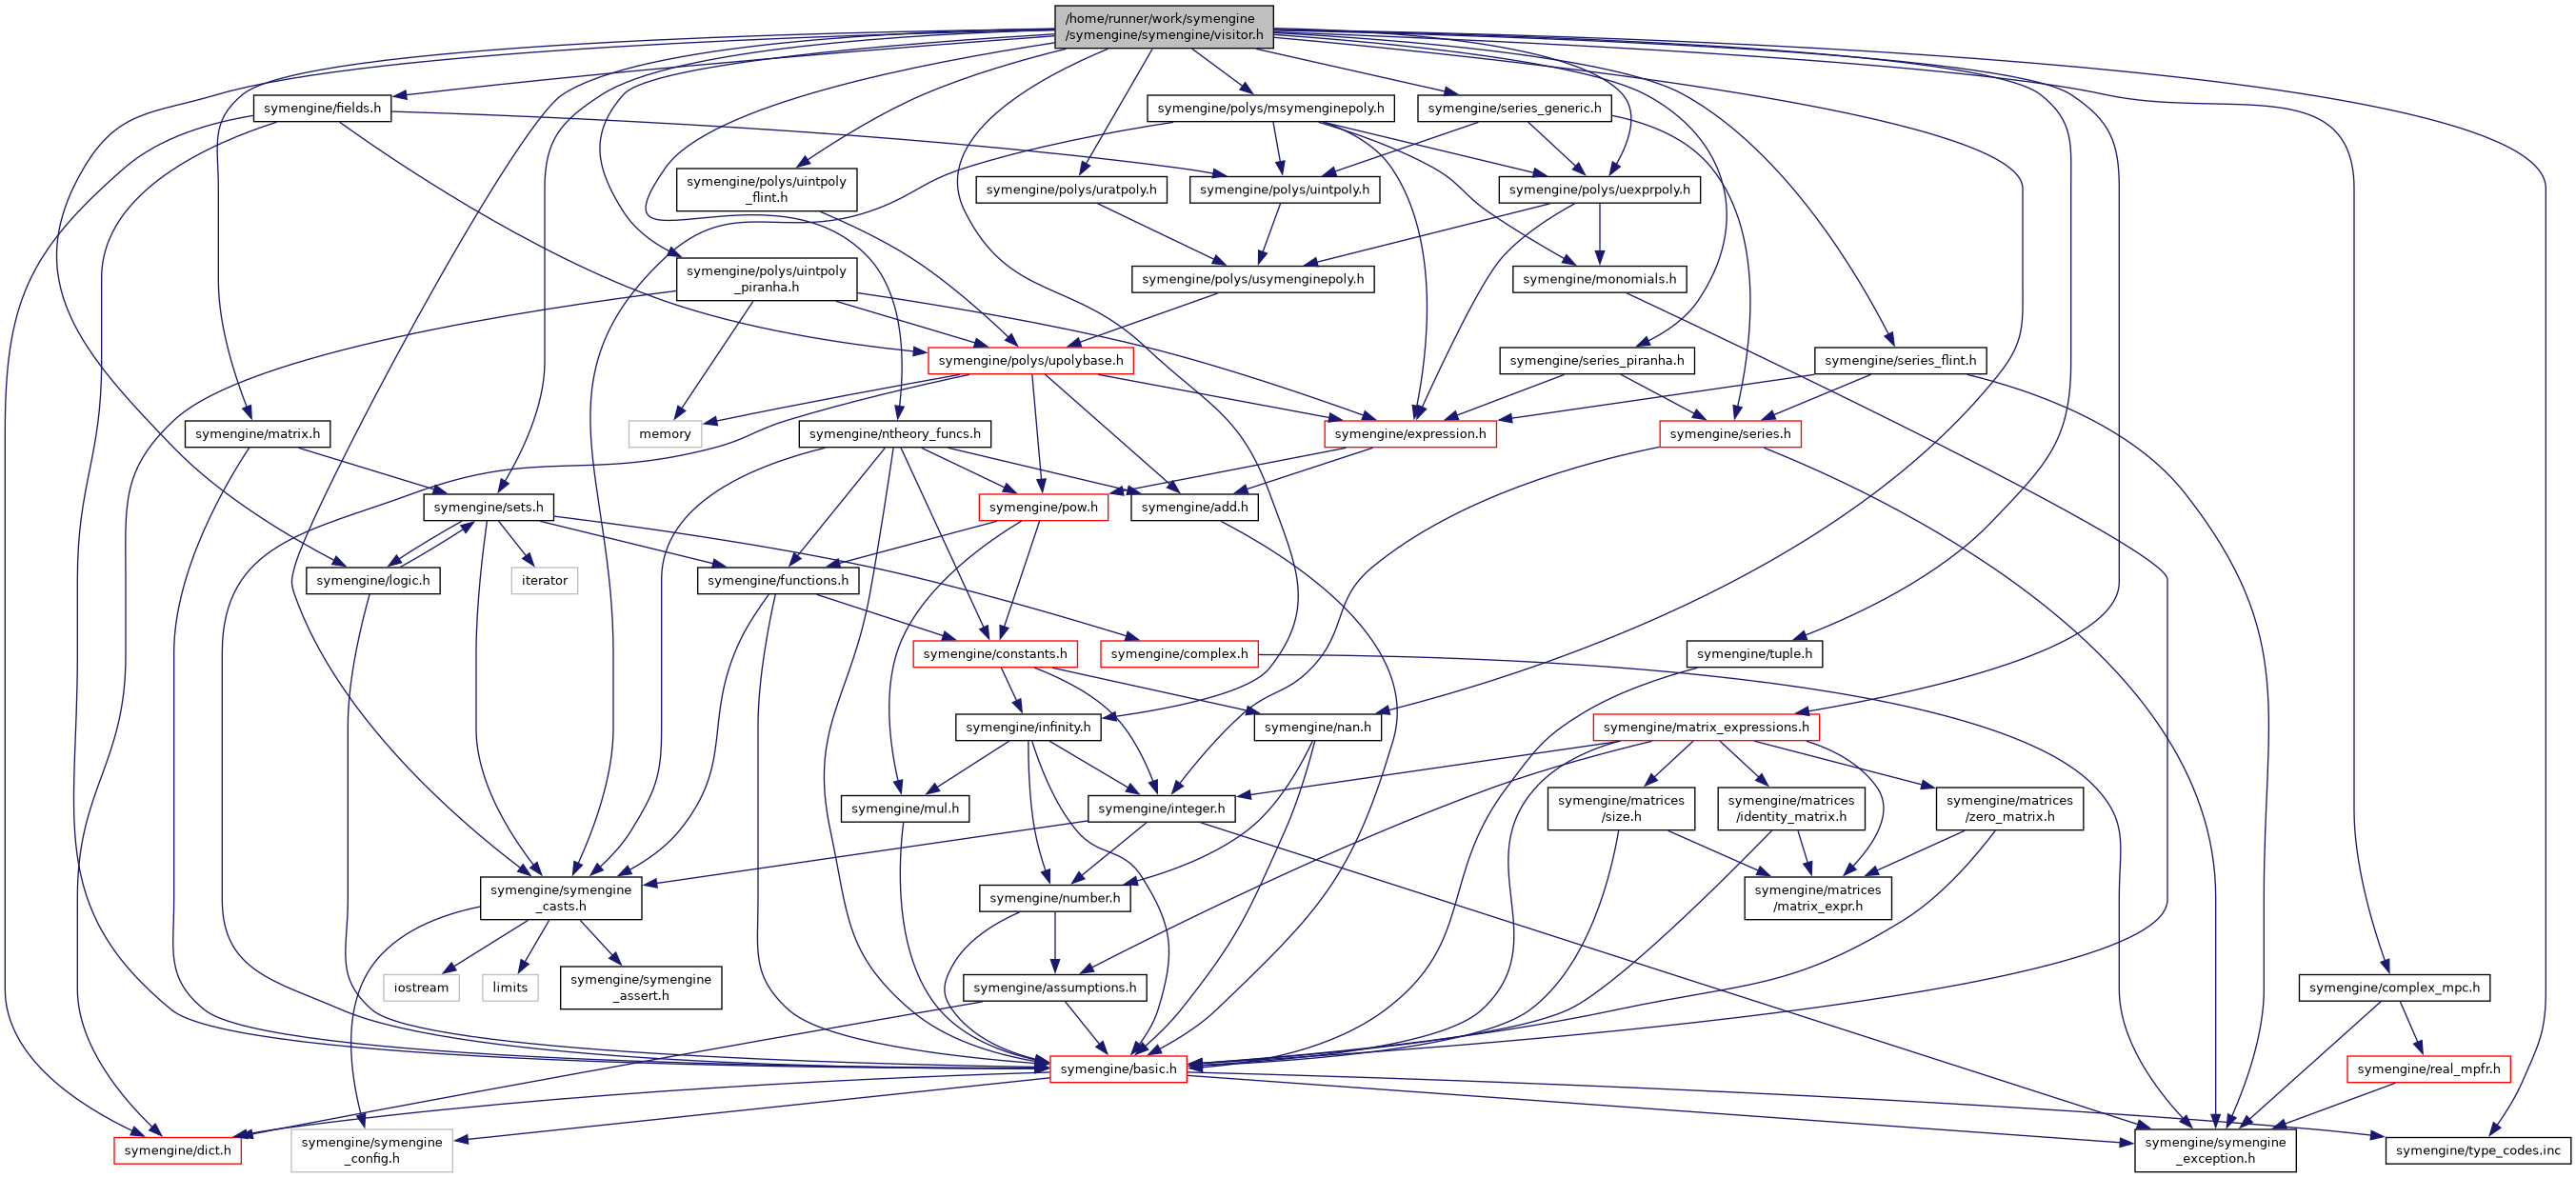 /home/runner/work/symengine
/symengine/symengine/visitor.h
symengine/fields.h
symengine/polys/msymenginepoly.h
symengine/series_generic.h
symengine/polys/uintpoly
_flint.h
symengine/polys/uratpoly.h
symengine/polys/uintpoly.h
symengine/polys/uexprpoly.h
symengine/polys/uintpoly
_piranha.h
symengine/polys/usymenginepoly.h
symengine/monomials.h
symengine/polys/upolybase.h
symengine/series_piranha.h
symengine/series_flint.h
symengine/matrix.h
memory
symengine/ntheory_funcs.h
symengine/expression.h
symengine/series.h
symengine/sets.h
symengine/pow.h
symengine/add.h
symengine/logic.h
iterator
symengine/functions.h
symengine/constants.h
symengine/complex.h
symengine/tuple.h
symengine/infinity.h
symengine/nan.h
symengine/matrix_expressions.h
symengine/mul.h
symengine/integer.h
symengine/matrices
/size.h
symengine/matrices
/identity_matrix.h
symengine/matrices
/zero_matrix.h
symengine/symengine
_casts.h
symengine/number.h
symengine/matrices
/matrix_expr.h
iostream
limits
symengine/symengine
_assert.h
symengine/assumptions.h
symengine/complex_mpc.h
symengine/basic.h
symengine/real_mpfr.h
symengine/dict.h
symengine/symengine
_config.h
symengine/symengine
_exception.h
symengine/type_codes.inc